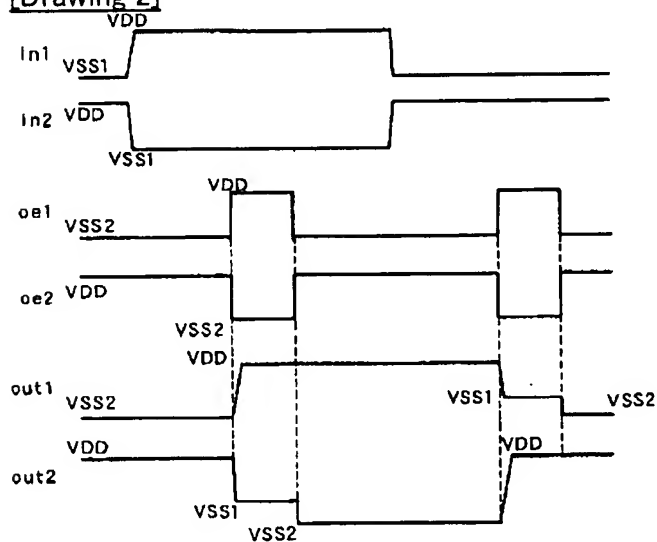 [Drawing 2]
VDD
in1
VSS1
in2 VDD
VSS1
VDD
oe1
VSS2
oe2 VDD
VSS2
VDD
out1
VSS2
VSS1
VSS2
VDD
VDD
out2
VSS1
VSS2